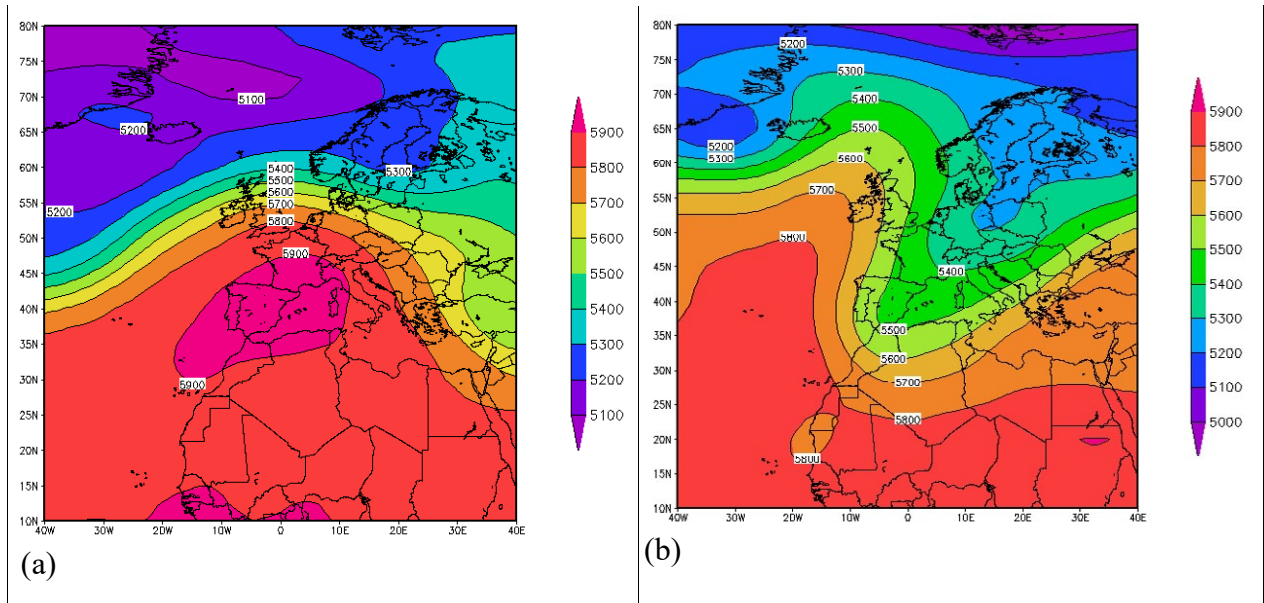 80N
75N
70N
65N
60N
55N
50N
45N
40N
35N
30N
25N
20N
15N
10N
5100
5200
5400
5300
5500
5600
5700
5200
5800
5900
5900
40W
30W
20W
10W
0
10E
20E
30E
40E
5900
5800
5700
5600
5500
5400
5300
5200
5100
(a)
80N
75N
70N
65N
60N
55N
50N
45N
40N
35N
30N
25N
20N
15N
10N
5200
5300
5400
5500
5200
5300
5600
5700
5800
5400
5500
5600
5700
5800
5800
40W
30W
20W
10W
0
10E
20E
30E
40E
5900
5800
5700
5600
5500
5400
5300
5200
5100
5000
(b)